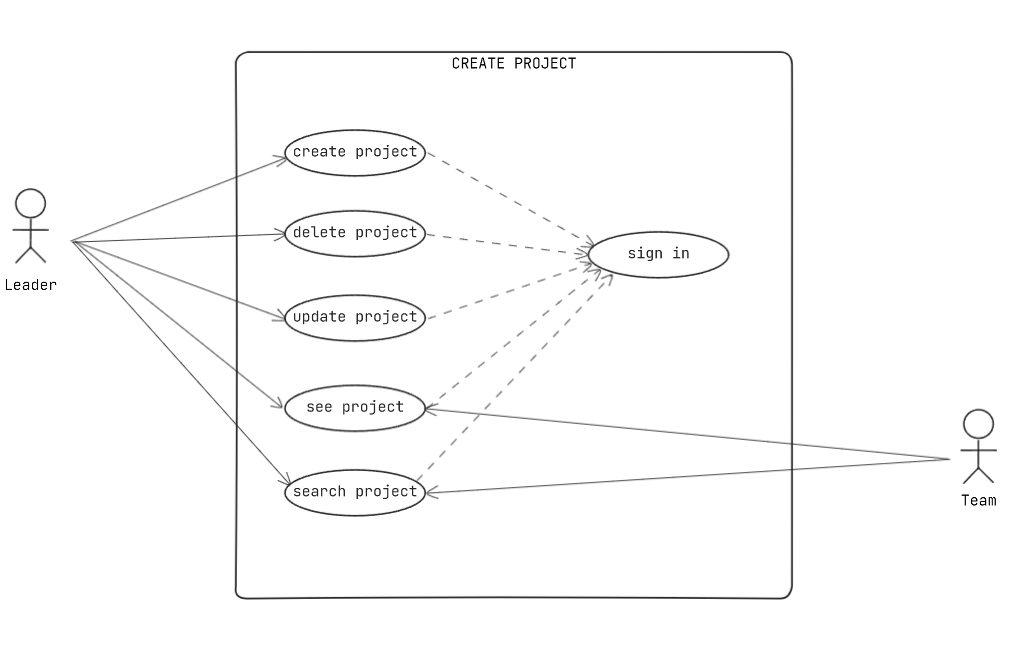 CREATE PROJECT
create project
Leader
delete project
sign in
update project
see project
search project
Team